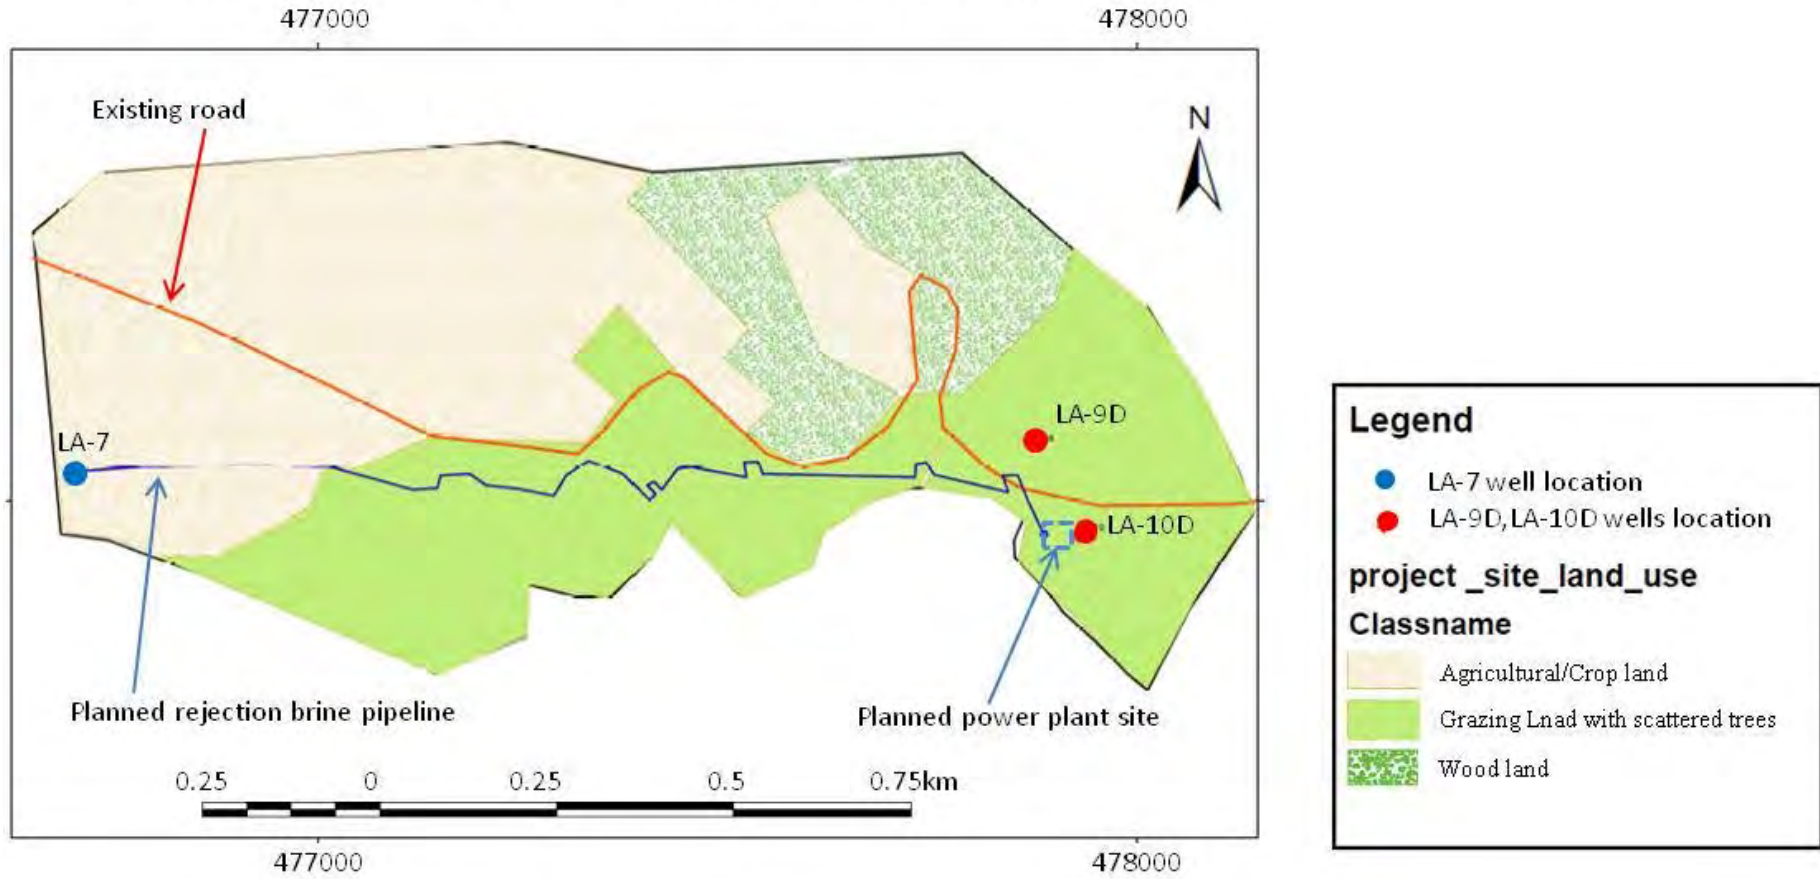 477000
478000
Existing road
N
LA-9D
LA-7
LA-10D
Planned rejection brine pipeline
Planned power plant site
0.25 0 0.25 0.5 0.75km
477000
478000
Legend
LA-7 well location
LA-9D, LA-10D wells location
project _site_land_use
Classname
Agricultural/Crop land
Grazing Lnad with scattered trees
Wood land